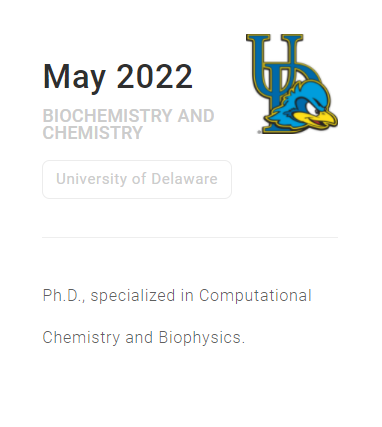 May 2022
UD
BIOCHEMISTRY AND
CHEMISTRY
University of Delaware
Ph.D., specialized in Computational
Chemistry and Biophysics.